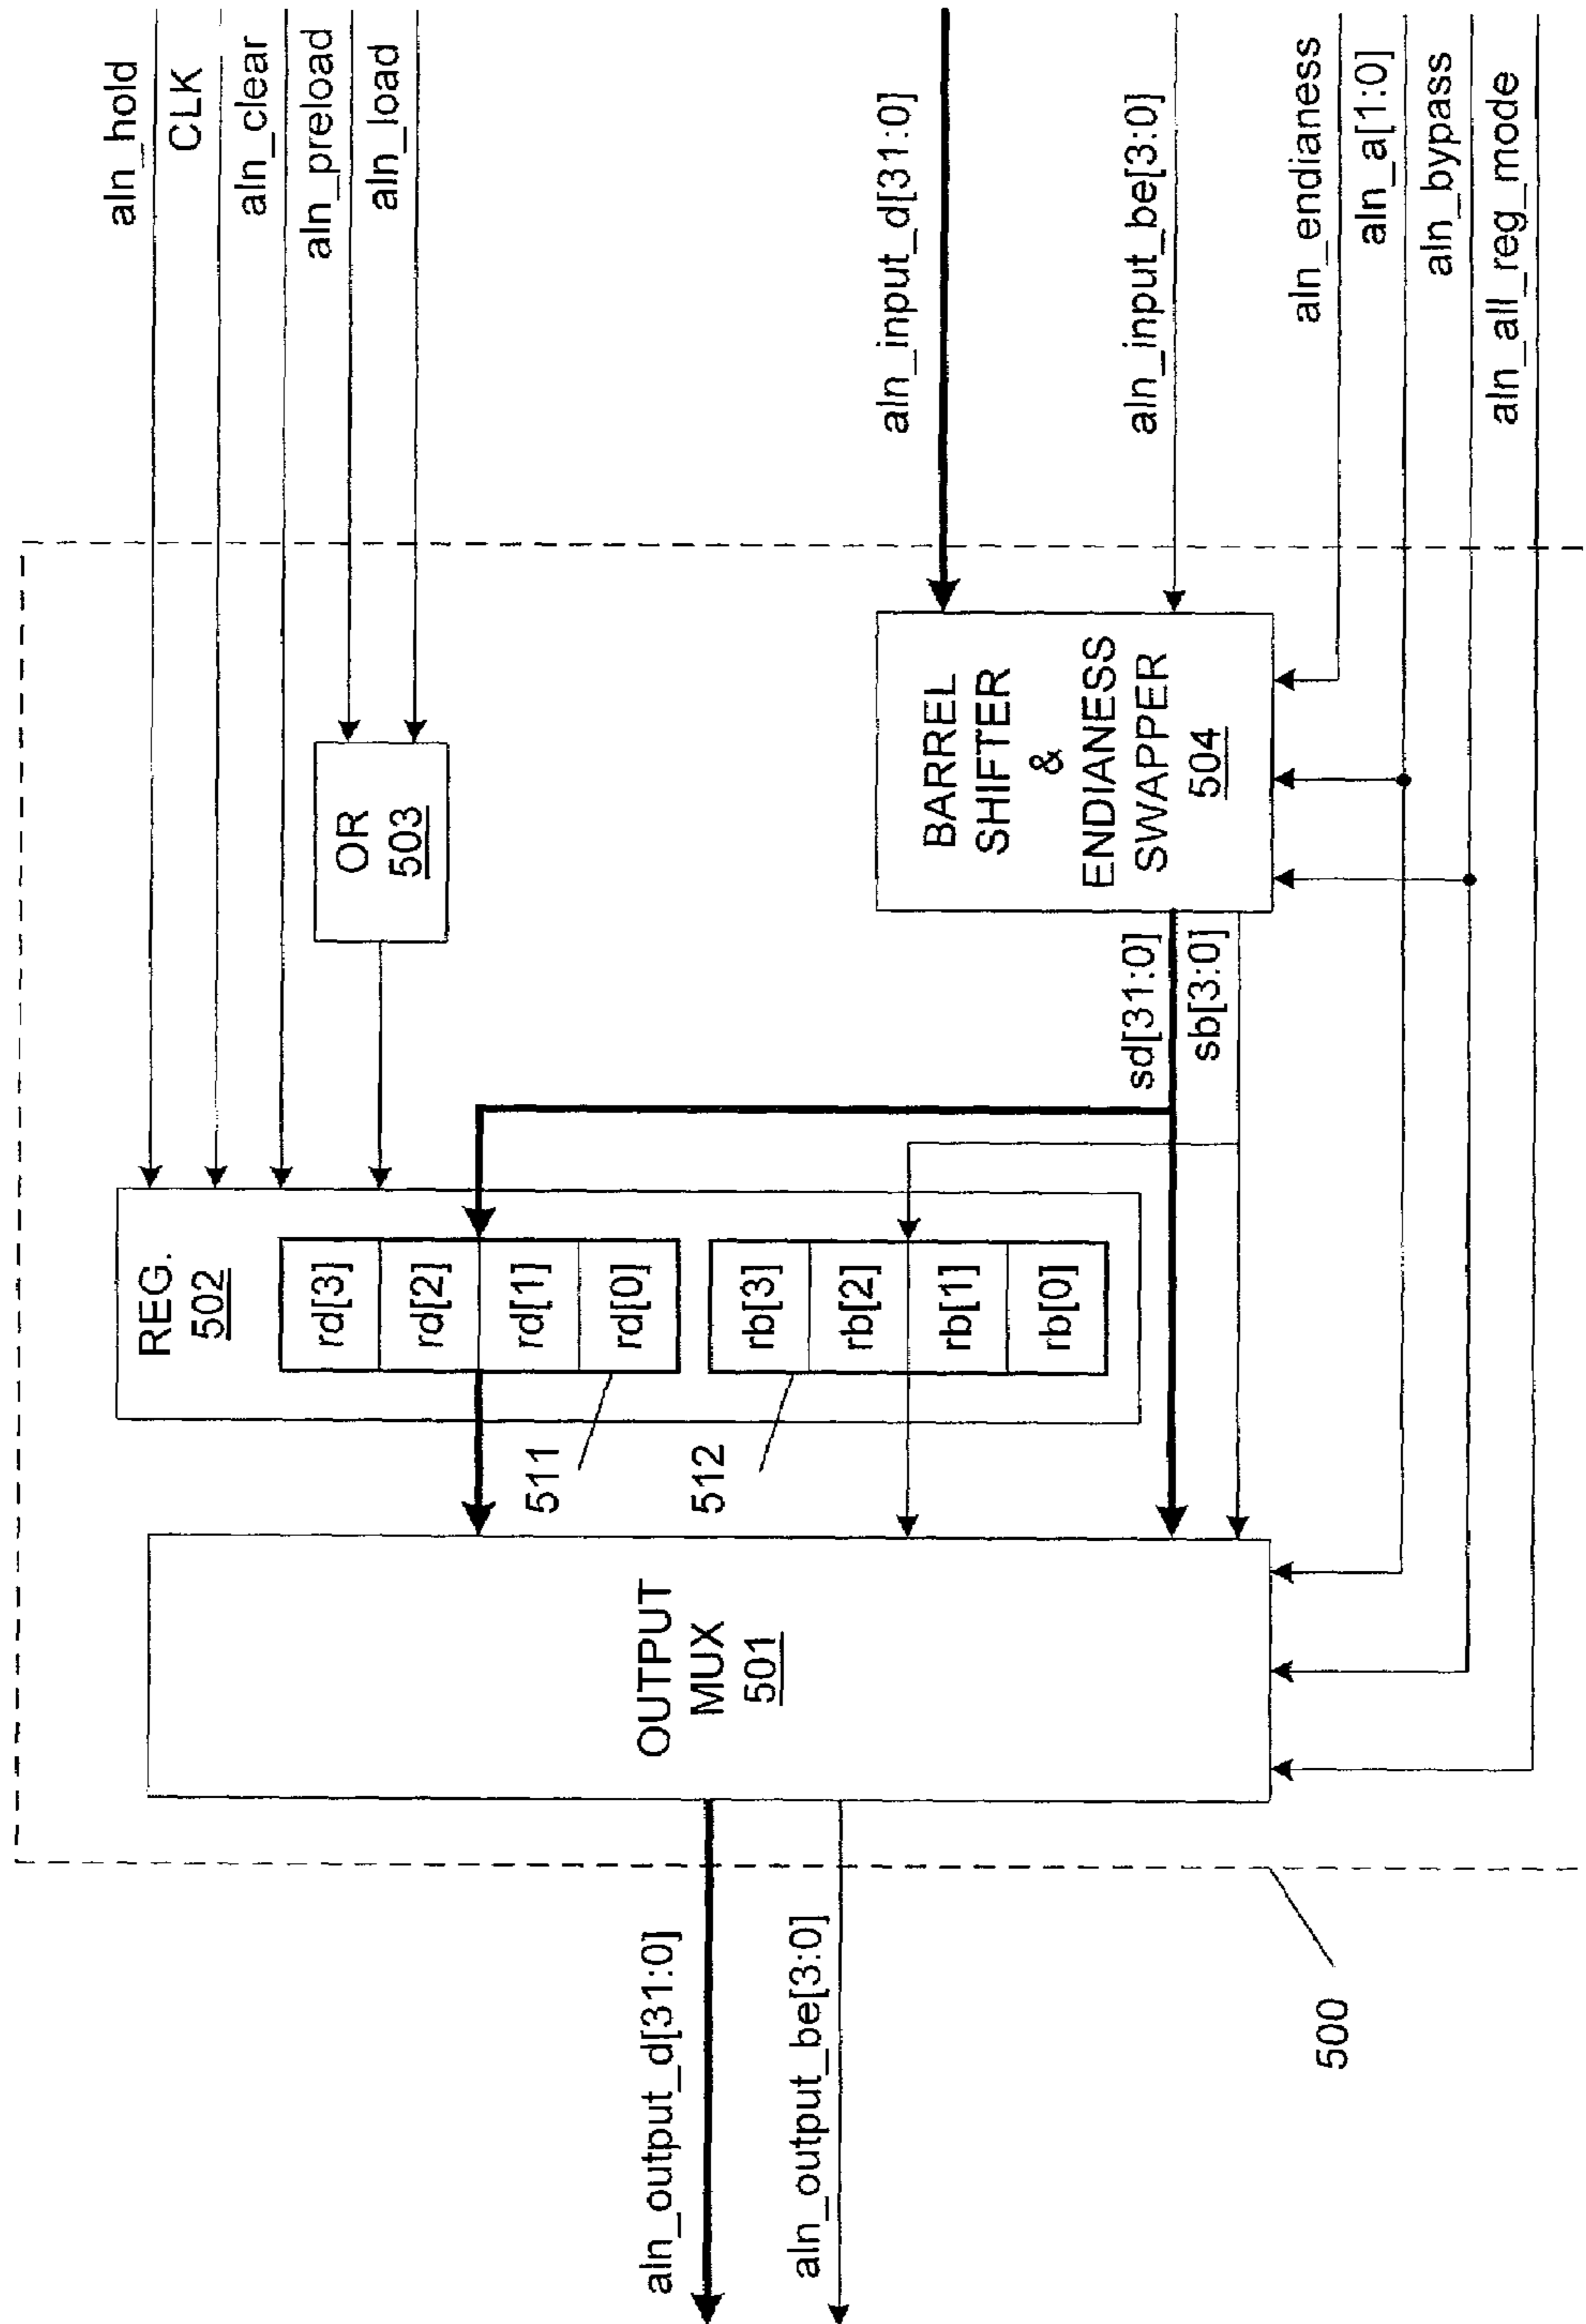 aln_hold
CLK
aln_clear
aln_preload
aln_load
aln_input_d[31:0]
aln_input_be[3:0]
aln_endianess
aln_a[1:0]
aln_bypass
aln_all_reg_mode
OR
503
BARREL
SHIFTER
&
ENDIANESS
SWAPPER
504
sd[31:0]
sb[3:0]
REG.
502
rd[3]
rd[2]
rd[1]
rd[0]
rb[3]
rb[2]
rb[1]
rb[0]
511
512
OUTPUT
MUX
501
aln_output_d[31:0]
aln_output_be[3:0]
500